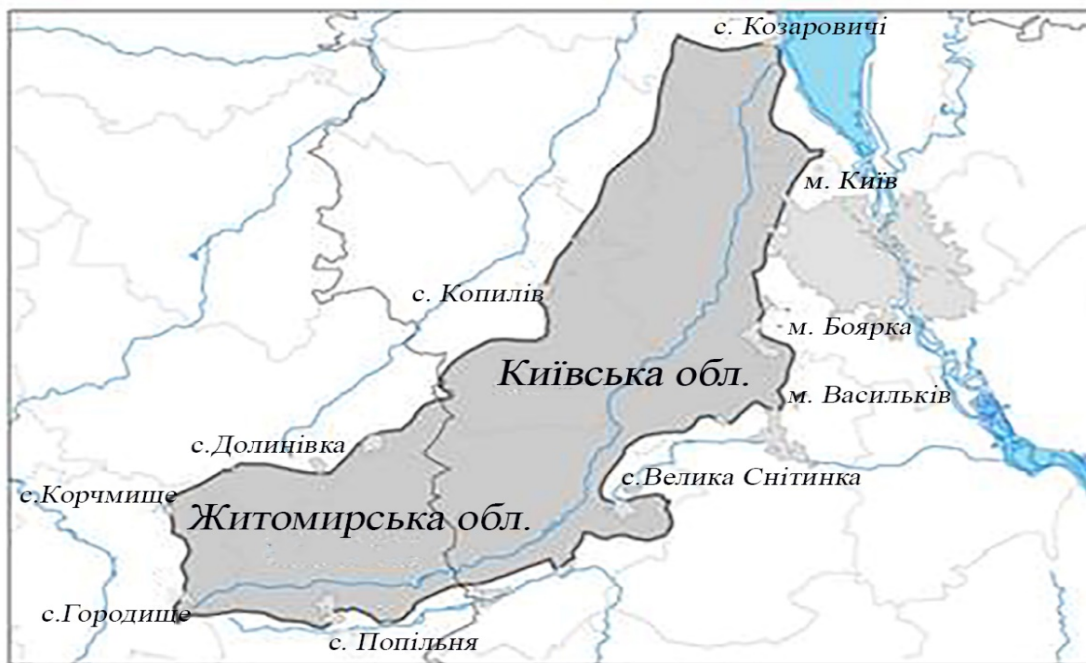 с. Козаровичі
м. Київ
с. Копилів
м. Боярка
Київська обл.
м. Васильків
с.Долинівка
с.Велика Снітинка
с.Корчмище
Житомирська обл.
с.Городище
с. Попільня